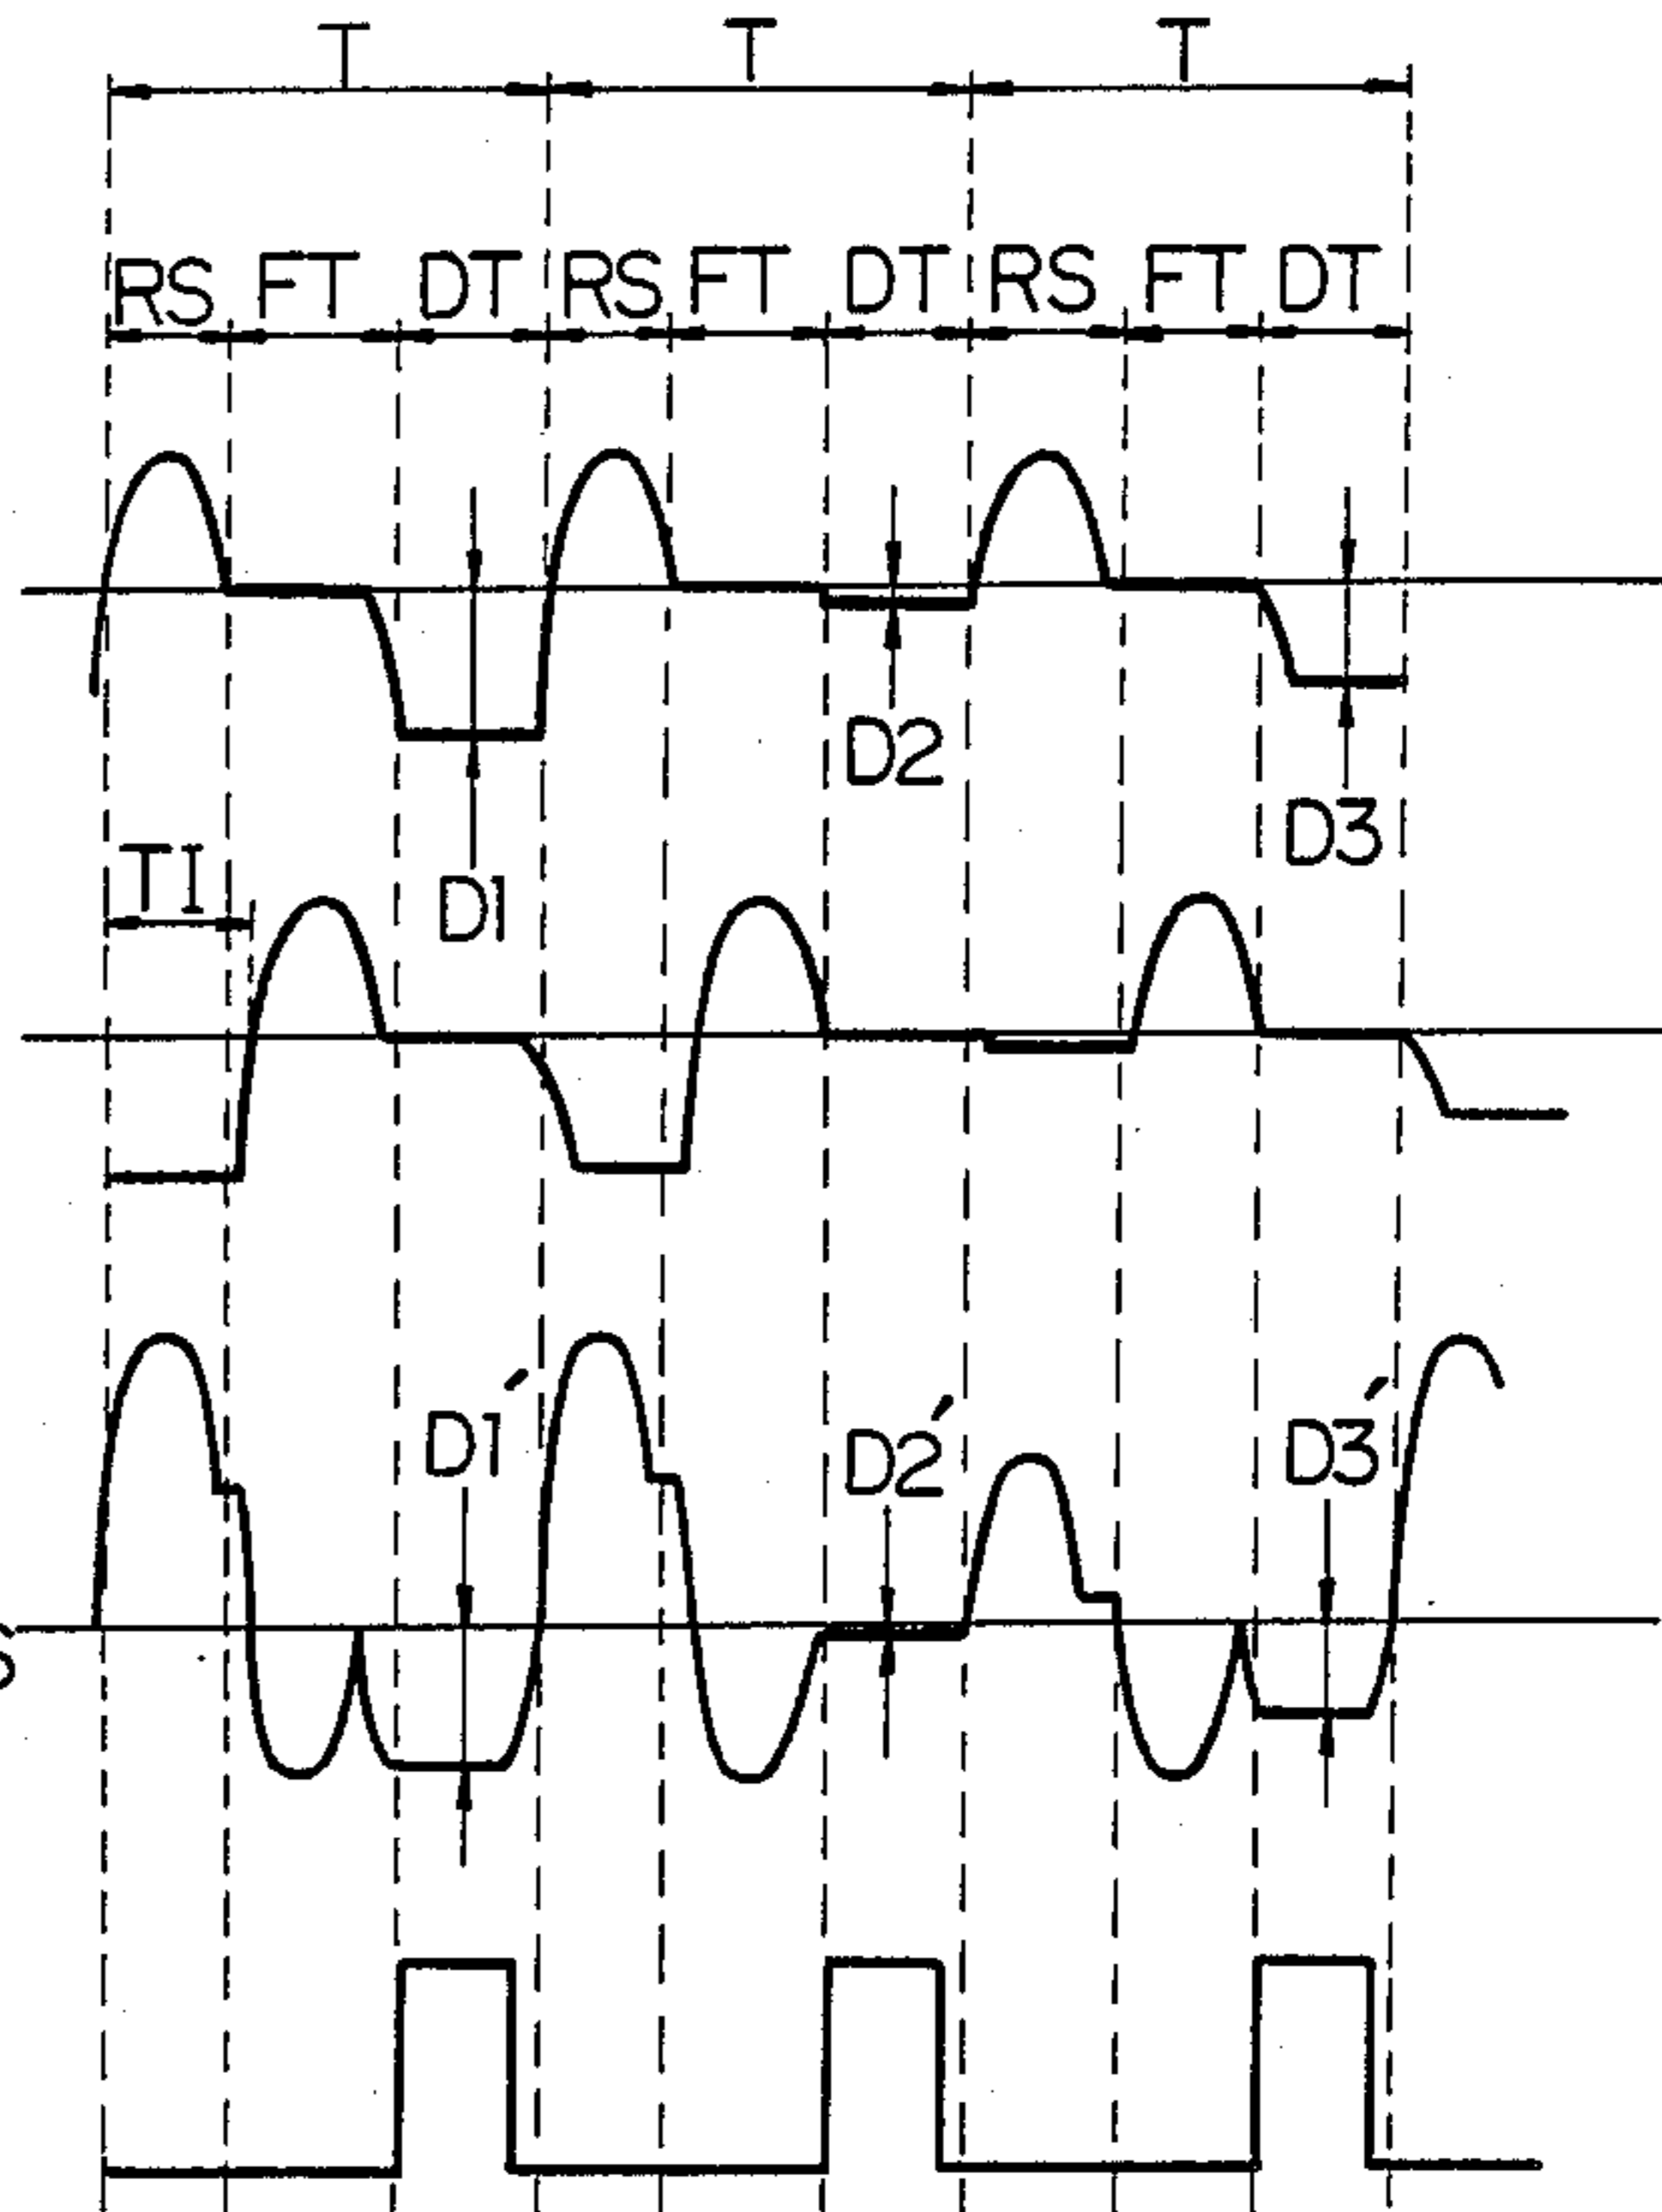 T T T
RS FT DT RS FT DT RS FT DT
D2
D3
TI
D1
D1′
D2′
D3′